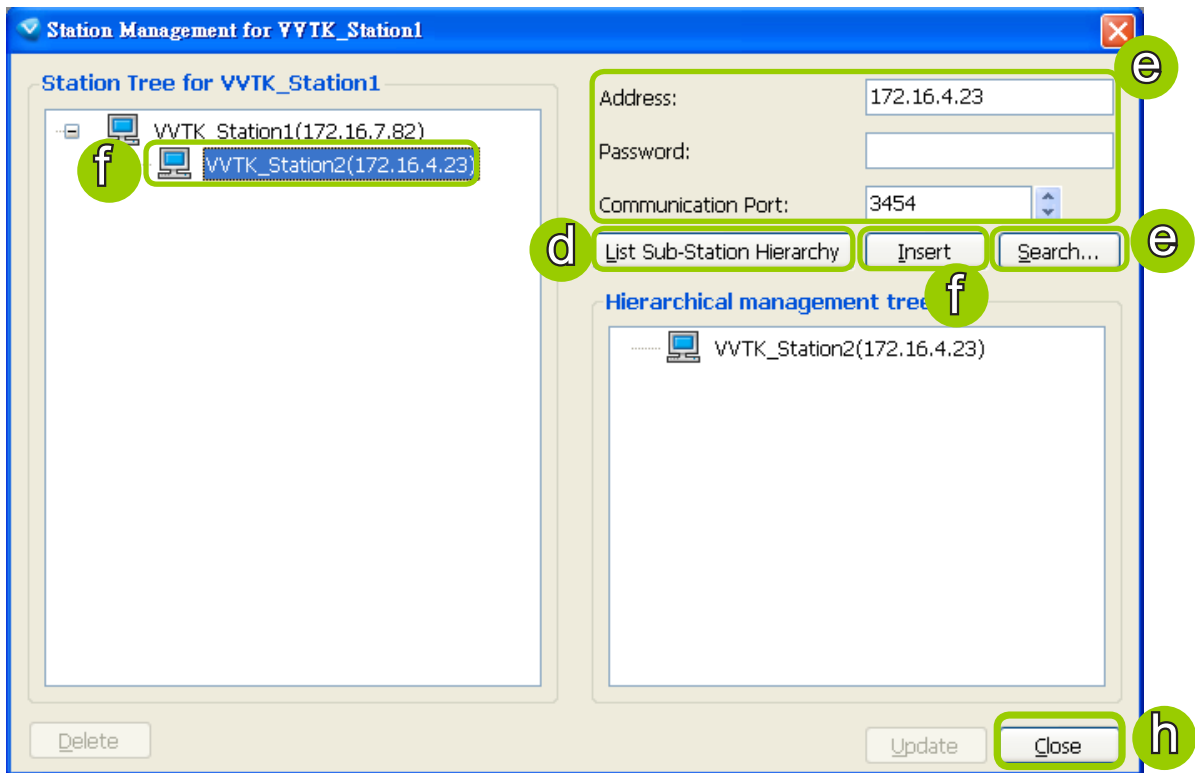 Station Management for VVTK_Station1
Station Tree for VVTK_Station1
VVTK_Station1(172.16.7.82)
f
VVTK_Station2(172.16.4.23)
e
Address:
172.16.4.23
Password:
Communication Port:
3454
d
List Sub-Station Hierarchy
Insert
Search...
e
f
Hierarchical management tree
VVTK_Station2(172.16.4.23)
Delete
Update
Close
h